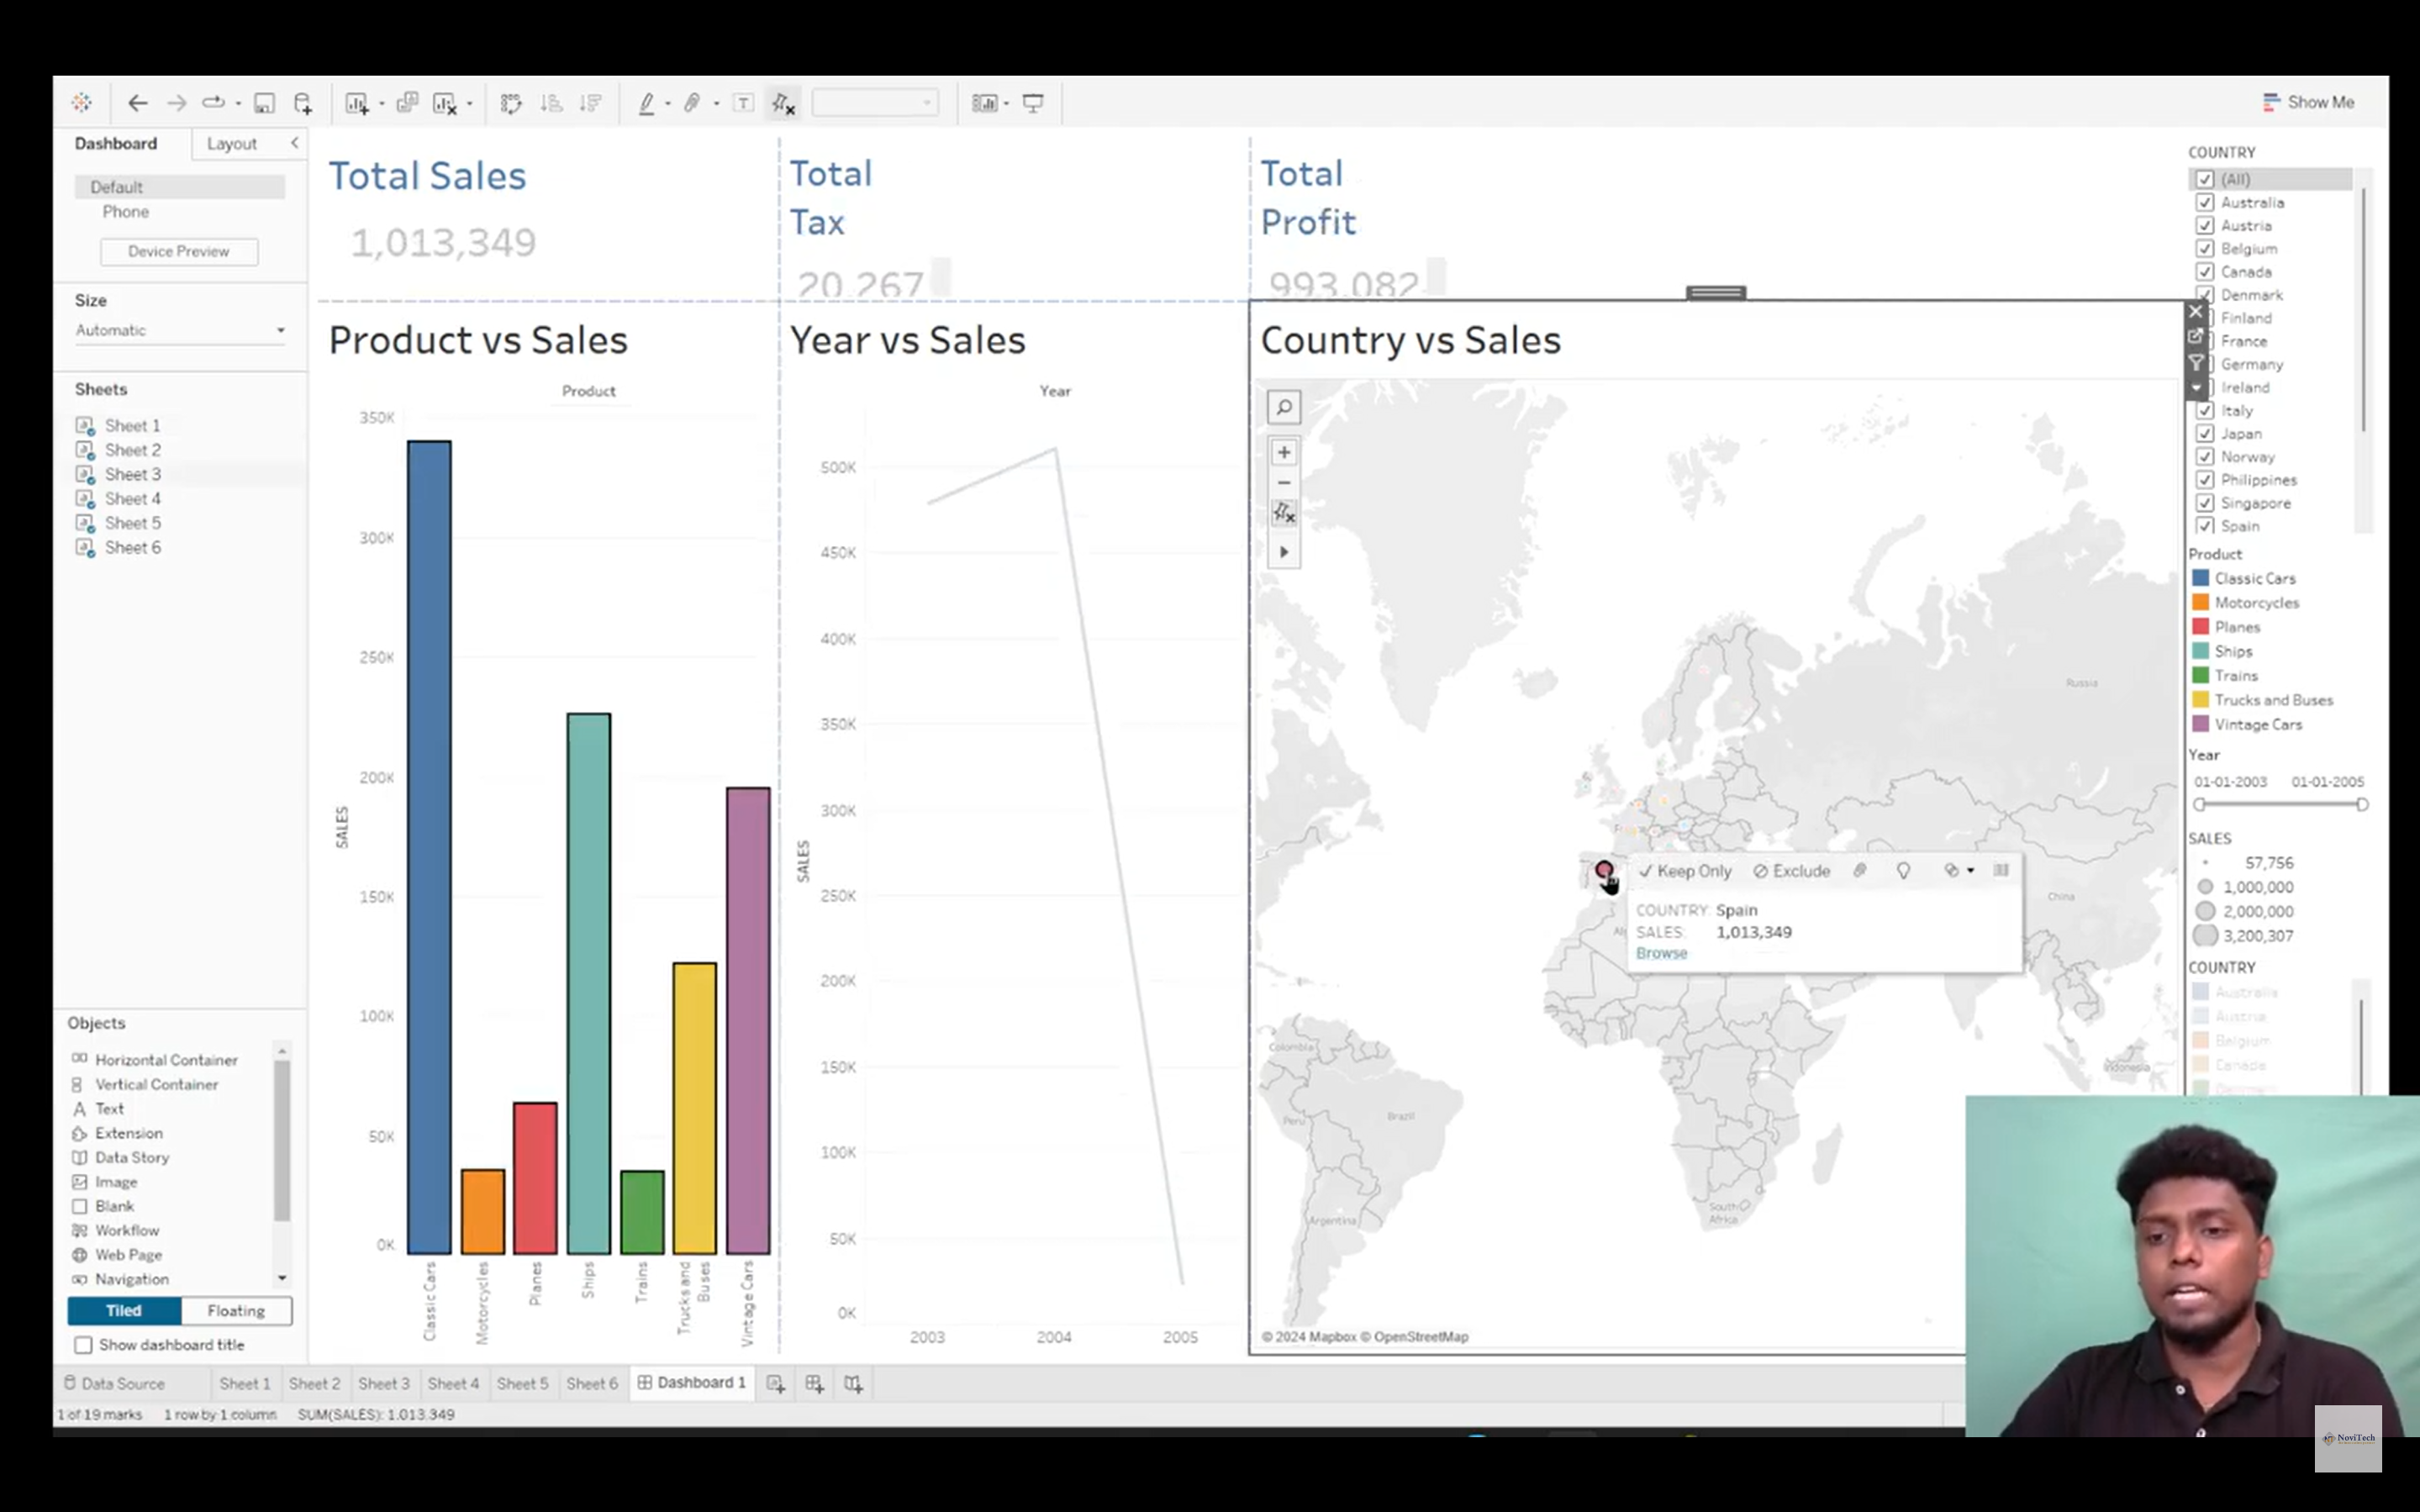 Show Me
Dashboard
Layout
Default
Phone
Device Preview
Size
Automatic
Sheets
Sheet 1
Sheet 2
Sheet 3
Sheet 4
Sheet 5
Sheet 6
Objects
Horizontal Container
Vertical Container
Text
Extension
Data Story
Image
Blank
Workflow
Web Page
Navigation
Tiled Floating
Show dashboard title
Total Sales
1,013,349
Total
Tax
20,267
Total
Profit
993,082
Product vs Sales
Product
350K
300K
250K
200K
150K
100K
50K
0K
SALES
Classic Cars
Motorcycles
Planes
Ships
Trains
Trucks and
Buses
Vintage Cars
Year vs Sales
Year
500K
450K
400K
350K
300K
250K
200K
150K
100K
50K
0K
SALES
2003
2004
2005
Country vs Sales
Russia
China
Colombia
Peru
Brazil
Argentina
South
Africa
Indonesia
Keep Only Exclude
COUNTRY: Spain
SALES: 1,013,349
Browse
© 2024 Mapbox © OpenStreetMap
COUNTRY
(All)
Australia
Austria
Belgium
Canada
Denmark
Finland
France
Germany
Ireland
Italy
Japan
Norway
Philippines
Singapore
Spain
Product
Classic Cars
Motorcycles
Planes
Ships
Trains
Trucks and Buses
Vintage Cars
Year
01-01-2003 01-01-2005
SALES
57,756
1,000,000
2,000,000
3,200,307
COUNTRY
Australia
Austria
Belgium
Canada
Data Source Sheet 1 Sheet 2 Sheet 3 Sheet 4 Sheet 5 Sheet 6 Dashboard 1
1 of 19 marks 1 row by 1 column SUM(SALES): 1.013.349
NoviTech